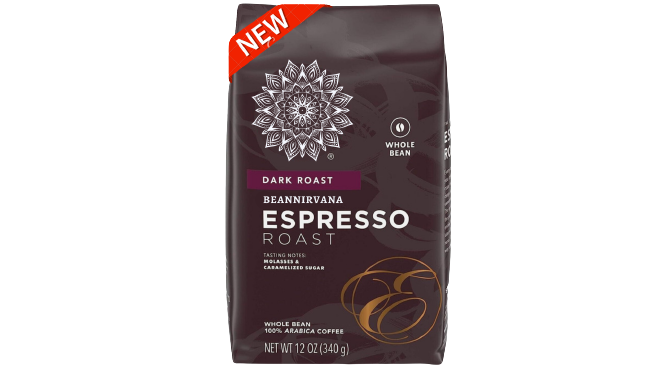 NEW
®
WHOLE
BEAN
DARK ROAST
BEANNIRVANA
ESPRESSO
ROAST
TASTING NOTES:
MOLASSES &
CARAMELIZED SUGAR
E
WHOLE BEAN
100% ARABICA COFFEE
NET WT 12 OZ (340 g)